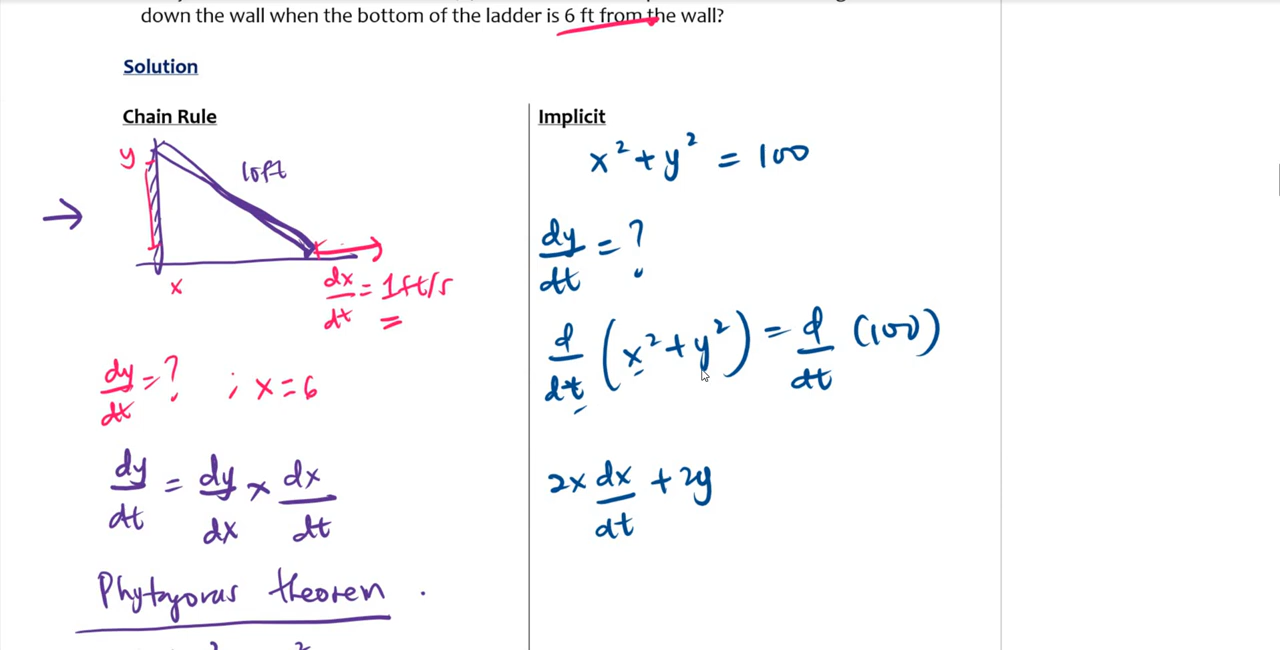 down the wall when the bottom of the ladder is 6 ft from the wall?
Solution
Chain Rule
y
10ft
x
dx/dt = 1ft/s
=
dy/dt = ? ; x = 6
dy/dt = dy/dx × dx/dt
Phytagorus theorem .
Implicit
x² + y² = 100
dy/dt = ?
d/dt (x² + y²) = d/dt (100)
2x dx/dt + 2y